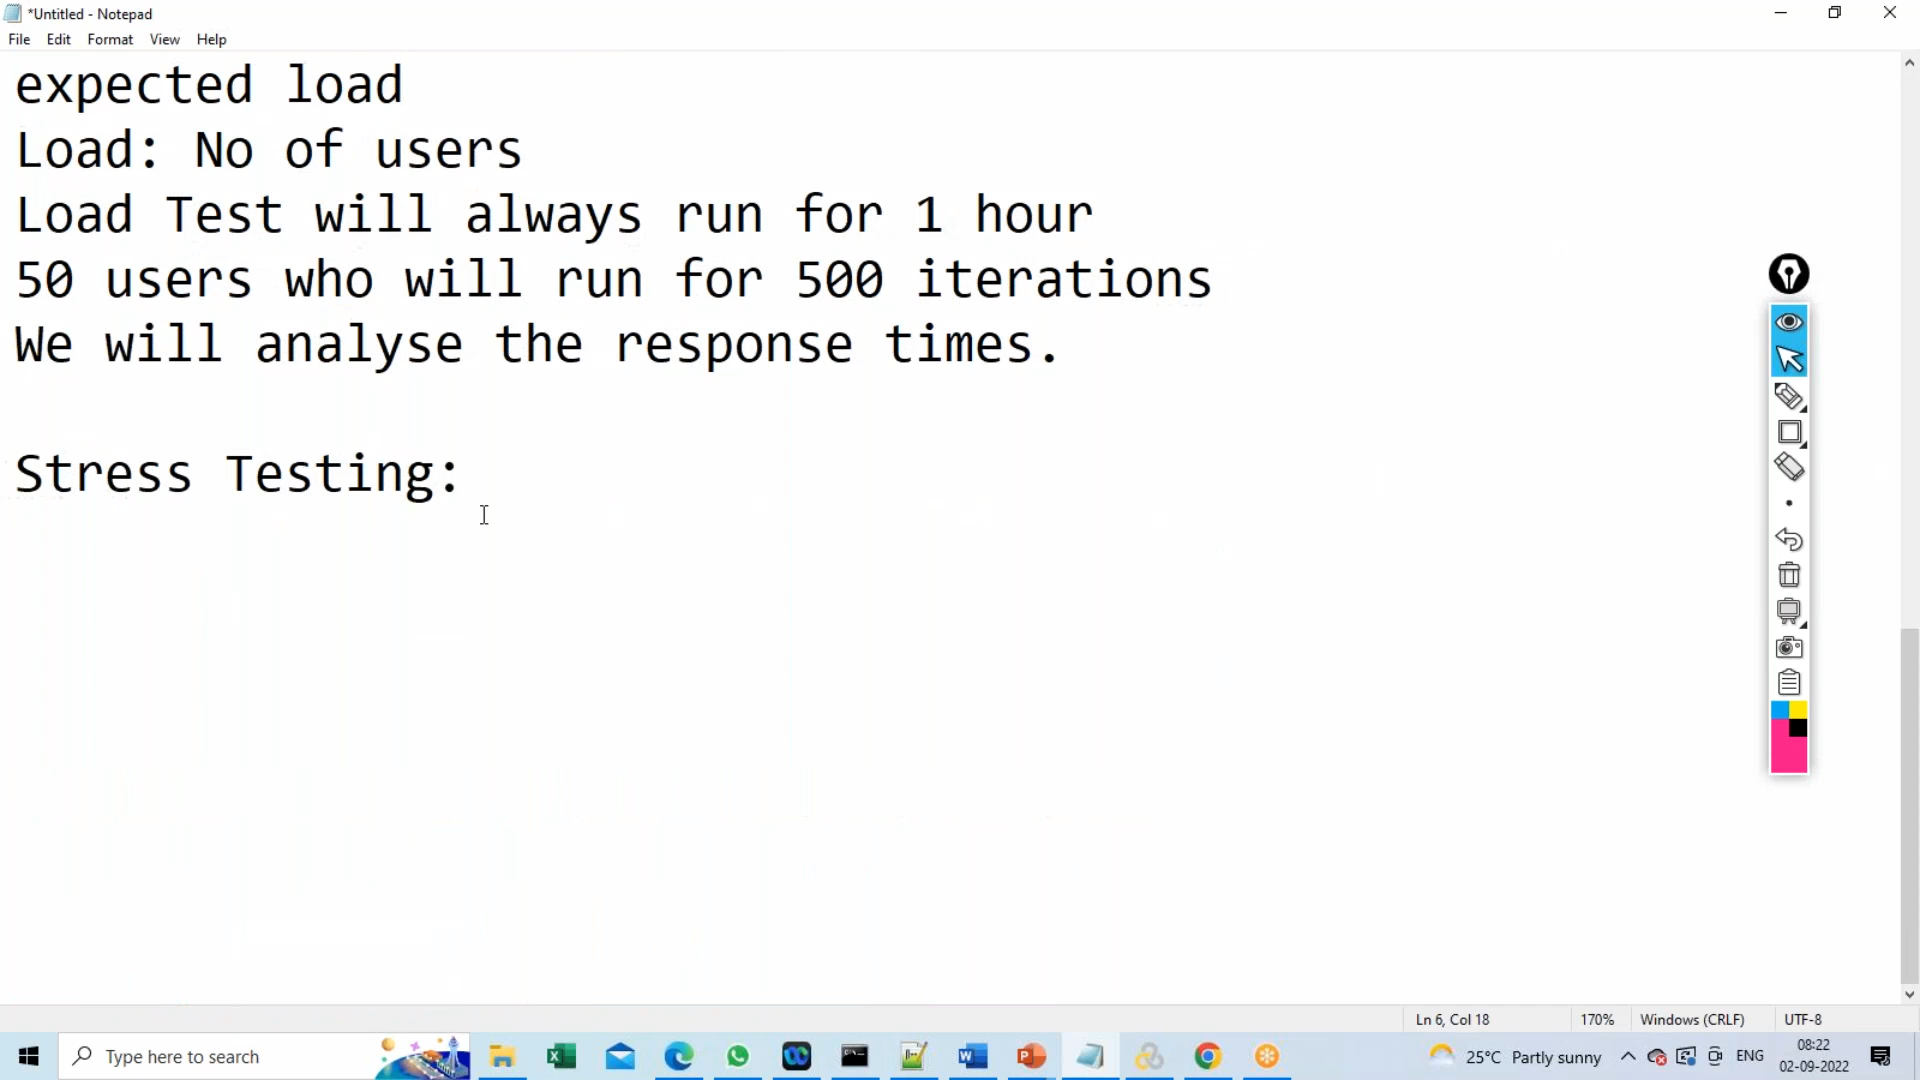 *Untitled - Notepad
File Edit Format View Help
expected load
Load: No of users
Load Test will always run for 1 hour
50 users who will run for 500 iterations
We will analyse the response times.
Stress Testing:
Ln 6, Col 18 170% Windows (CRLF) UTF-8
Type here to search
25°C Partly sunny ENG
08:22
02-09-2022